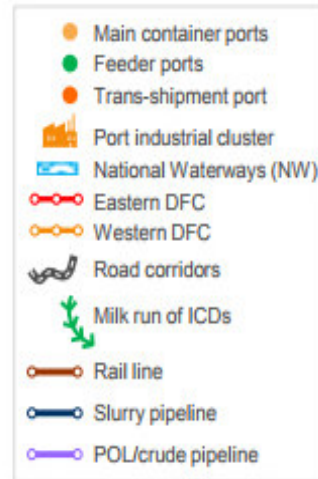 Main container ports
Feeder ports
Trans-shipment port
Port industrial cluster
National Waterways (NW)
Eastern DFC
Western DFC
Road corridors
Milk run of ICDs
Rail line
Slurry pipeline
POL/crude pipeline